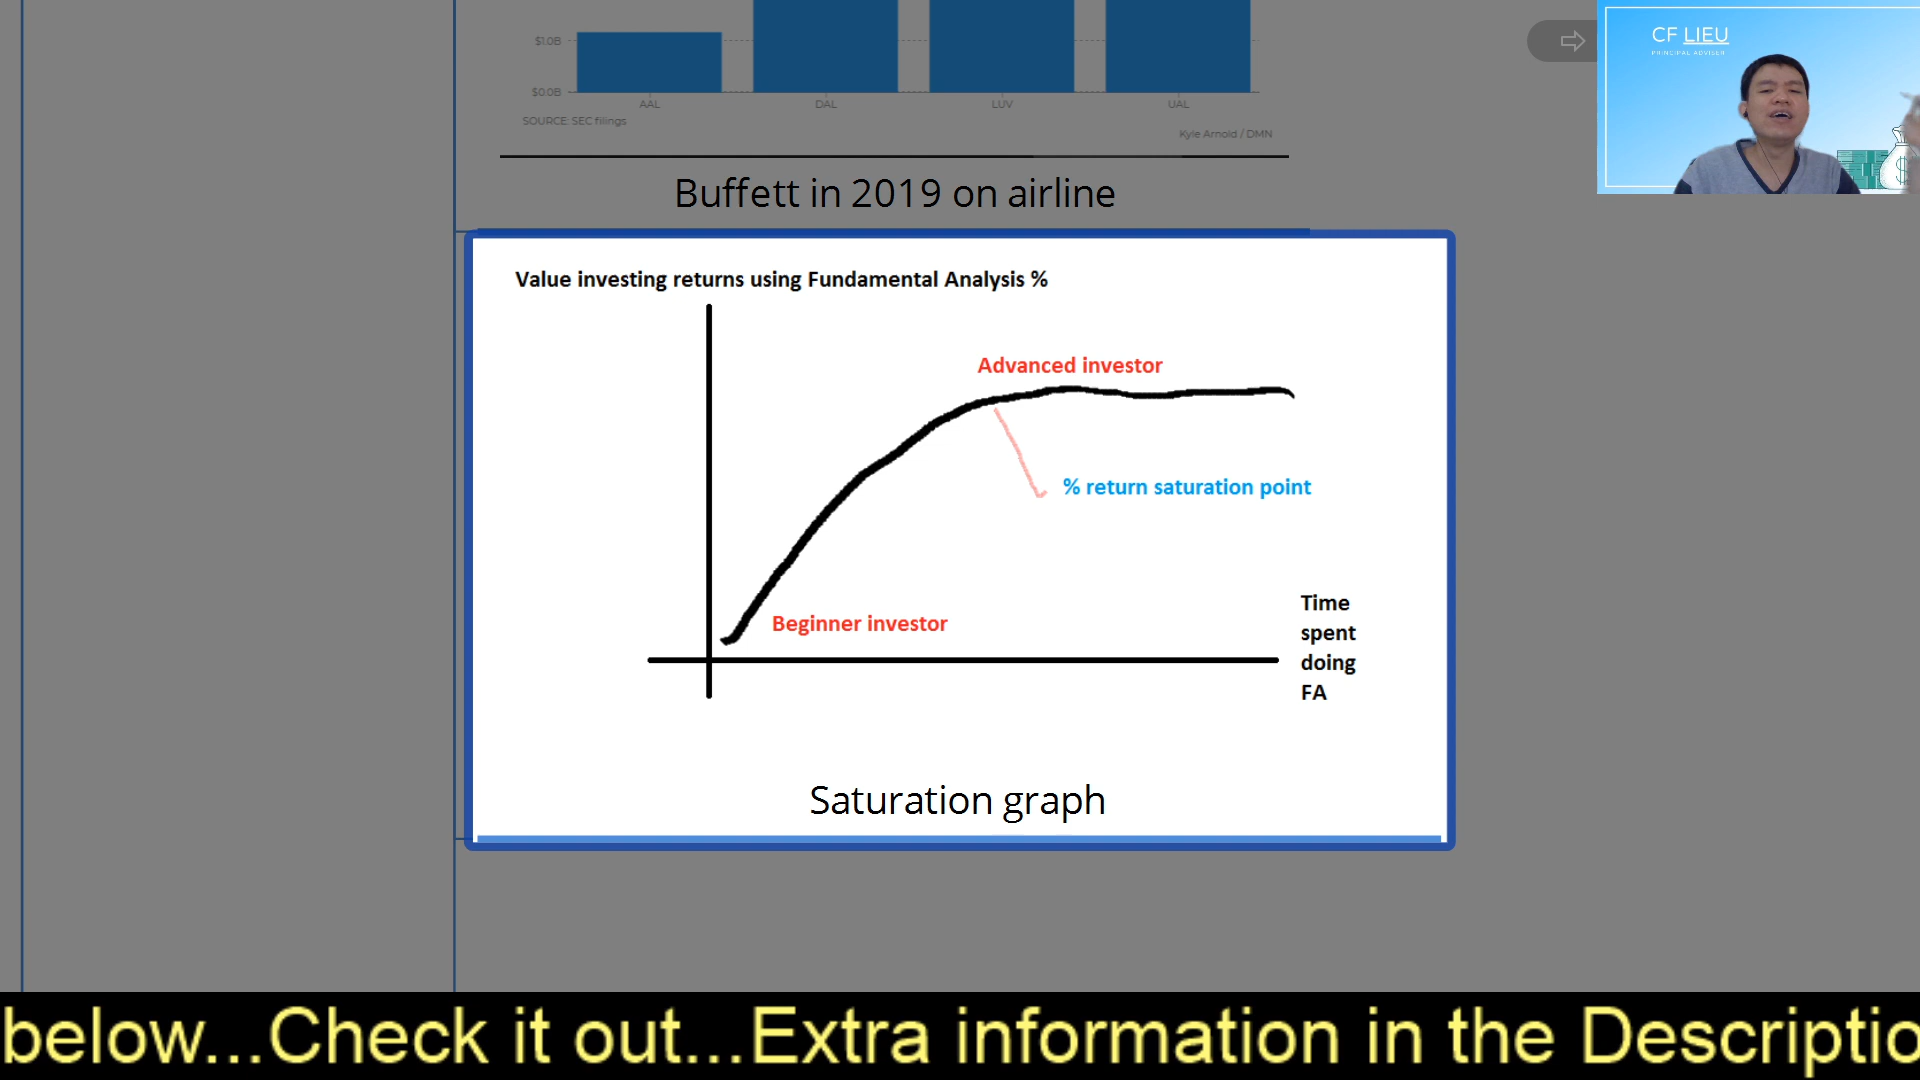 $1.0B
$0.0B
AAL DAL LUV UAL
SOURCE: SEC filings
Kyle Arnold / DMN
CF LIEU
PRINCIPAL ADVISER
Buffett in 2019 on airline
Value investing returns using Fundamental Analysis %
Advanced investor
% return saturation point
Beginner investor
Time
spent
doing
FA
Saturation graph
below...Check it out...Extra information in the Descriptio